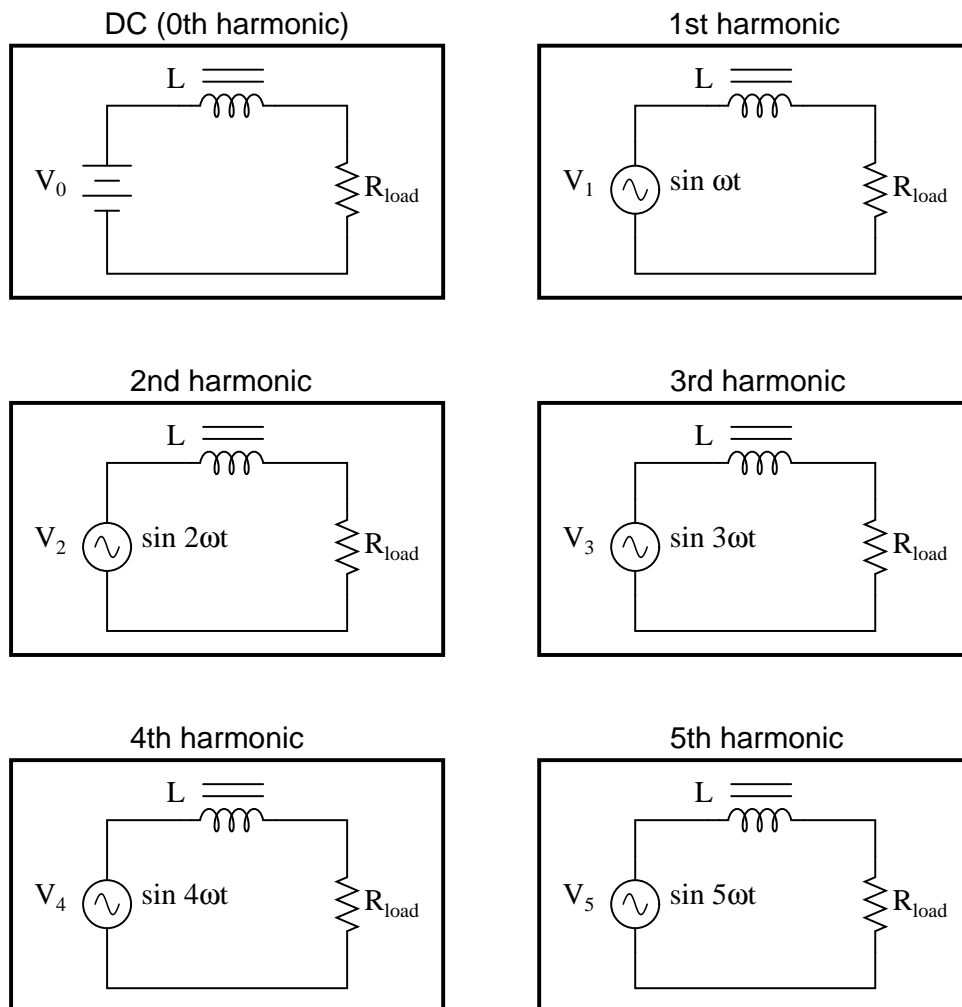 DC (0th harmonic)
L
V0
Rload
1st harmonic
L
V1
sin ωt
Rload
2nd harmonic
L
V2
sin 2ωt
Rload
3rd harmonic
L
V3
sin 3ωt
Rload
4th harmonic
L
V4
sin 4ωt
Rload
5th harmonic
L
V5
sin 5ωt
Rload